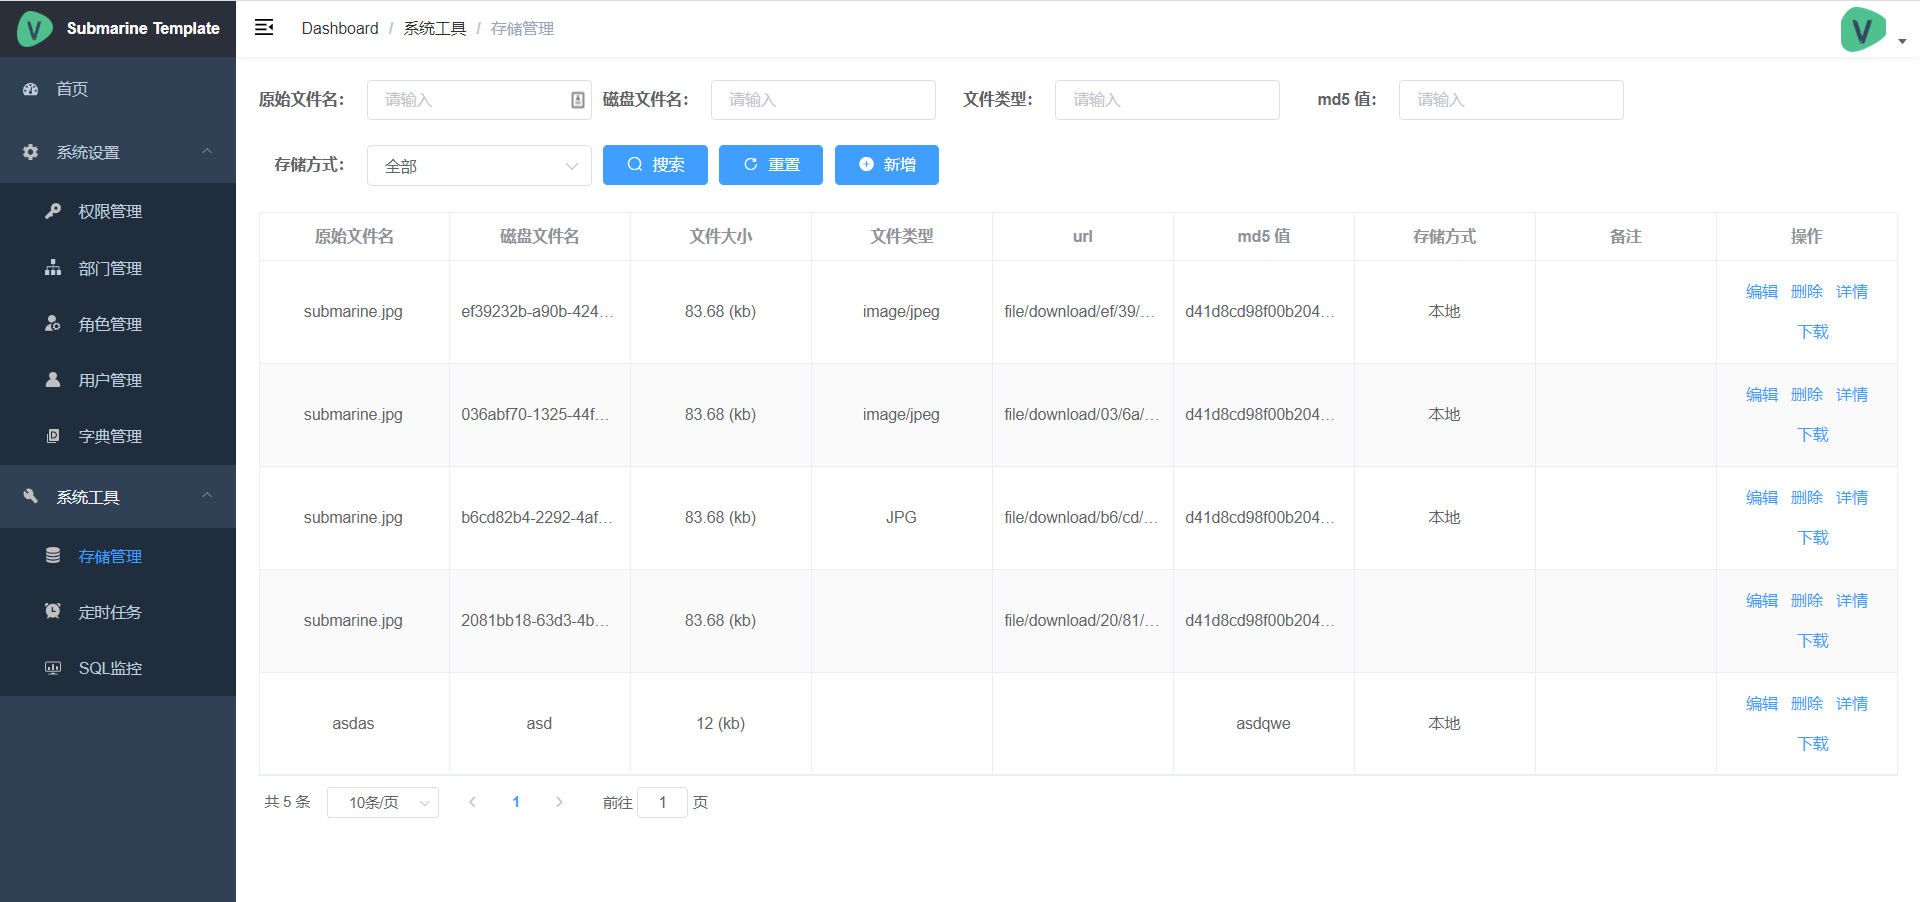 Submarine Template
首页
系统设置
权限管理
部门管理
角色管理
用户管理
字典管理
系统工具
存储管理
定时任务
SQL监控
Dashboard / 系统工具 / 存储管理
原始文件名： 请输入 磁盘文件名： 请输入 文件类型： 请输入 md5 值： 请输入
存储方式： 全部 搜索 重置 新增
原始文件名 磁盘文件名 文件大小 文件类型 url md5 值 存储方式 备注 操作
submarine.jpg ef39232b-a90b-424... 83.68 (kb) image/jpeg file/download/ef/39/... d41d8cd98f00b204... 本地 编辑 删除 详情
下载
submarine.jpg 036abf70-1325-44f... 83.68 (kb) image/jpeg file/download/03/6a/... d41d8cd98f00b204... 本地 编辑 删除 详情
下载
submarine.jpg b6cd82b4-2292-4af... 83.68 (kb) JPG file/download/b6/cd/... d41d8cd98f00b204... 本地 编辑 删除 详情
下载
submarine.jpg 2081bb18-63d3-4b... 83.68 (kb) file/download/20/81/... d41d8cd98f00b204... 编辑 删除 详情
下载
asdas asd 12 (kb) asdqwe 本地 编辑 删除 详情
下载
共 5 条 10条/页 1 前往 1 页